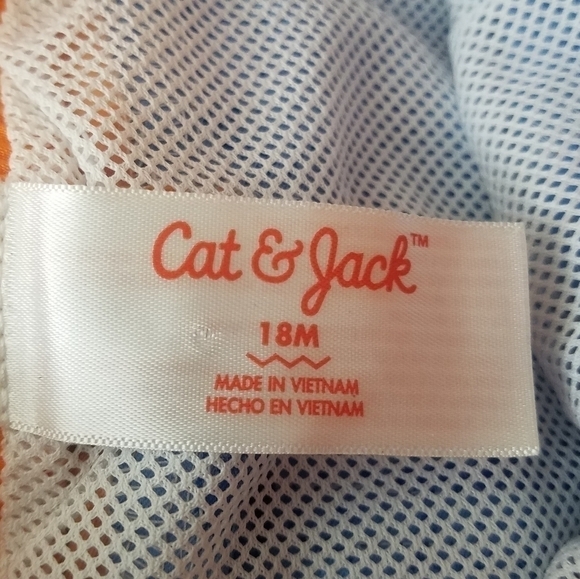 Cat & Jack™
18M
MADE IN VIETNAM
HECHO EN VIETNAM